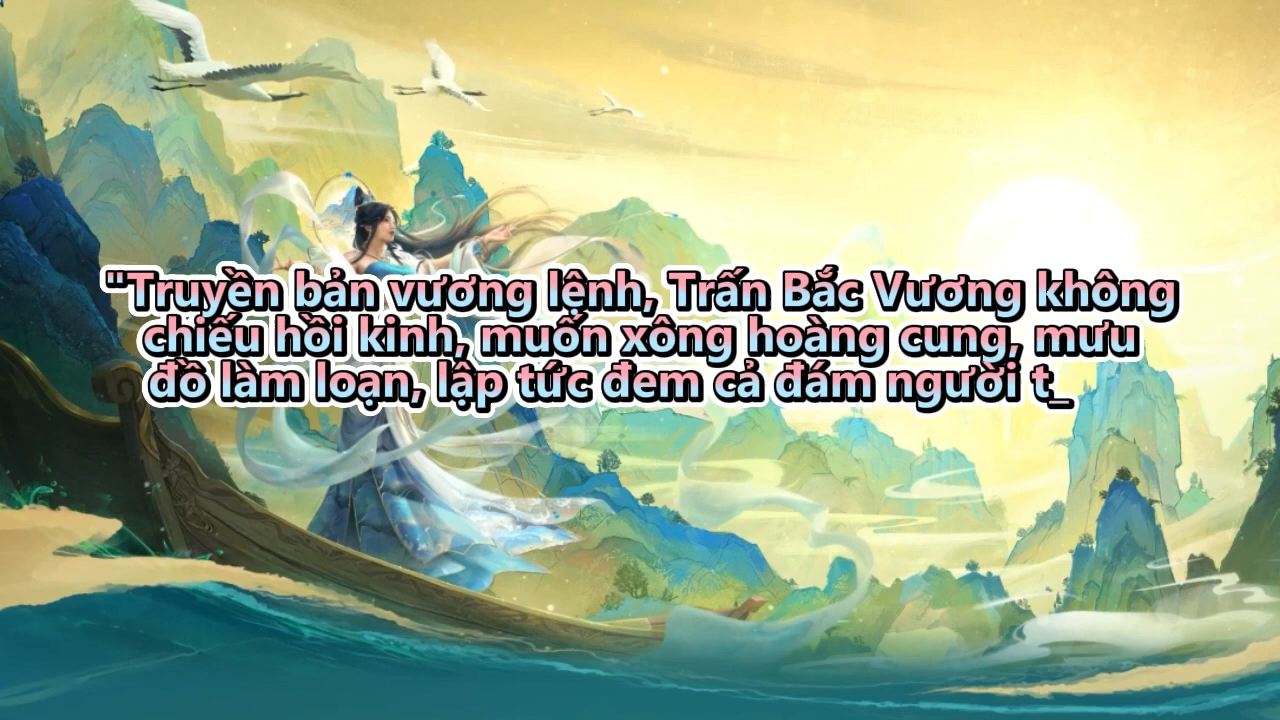 "Truyền bản vương lệnh, Trấn Bắc Vương không
chiếu hồi kinh, muốn xông hoàng cung, mưu
đồ làm loạn, lập tức đem cả đám người t_